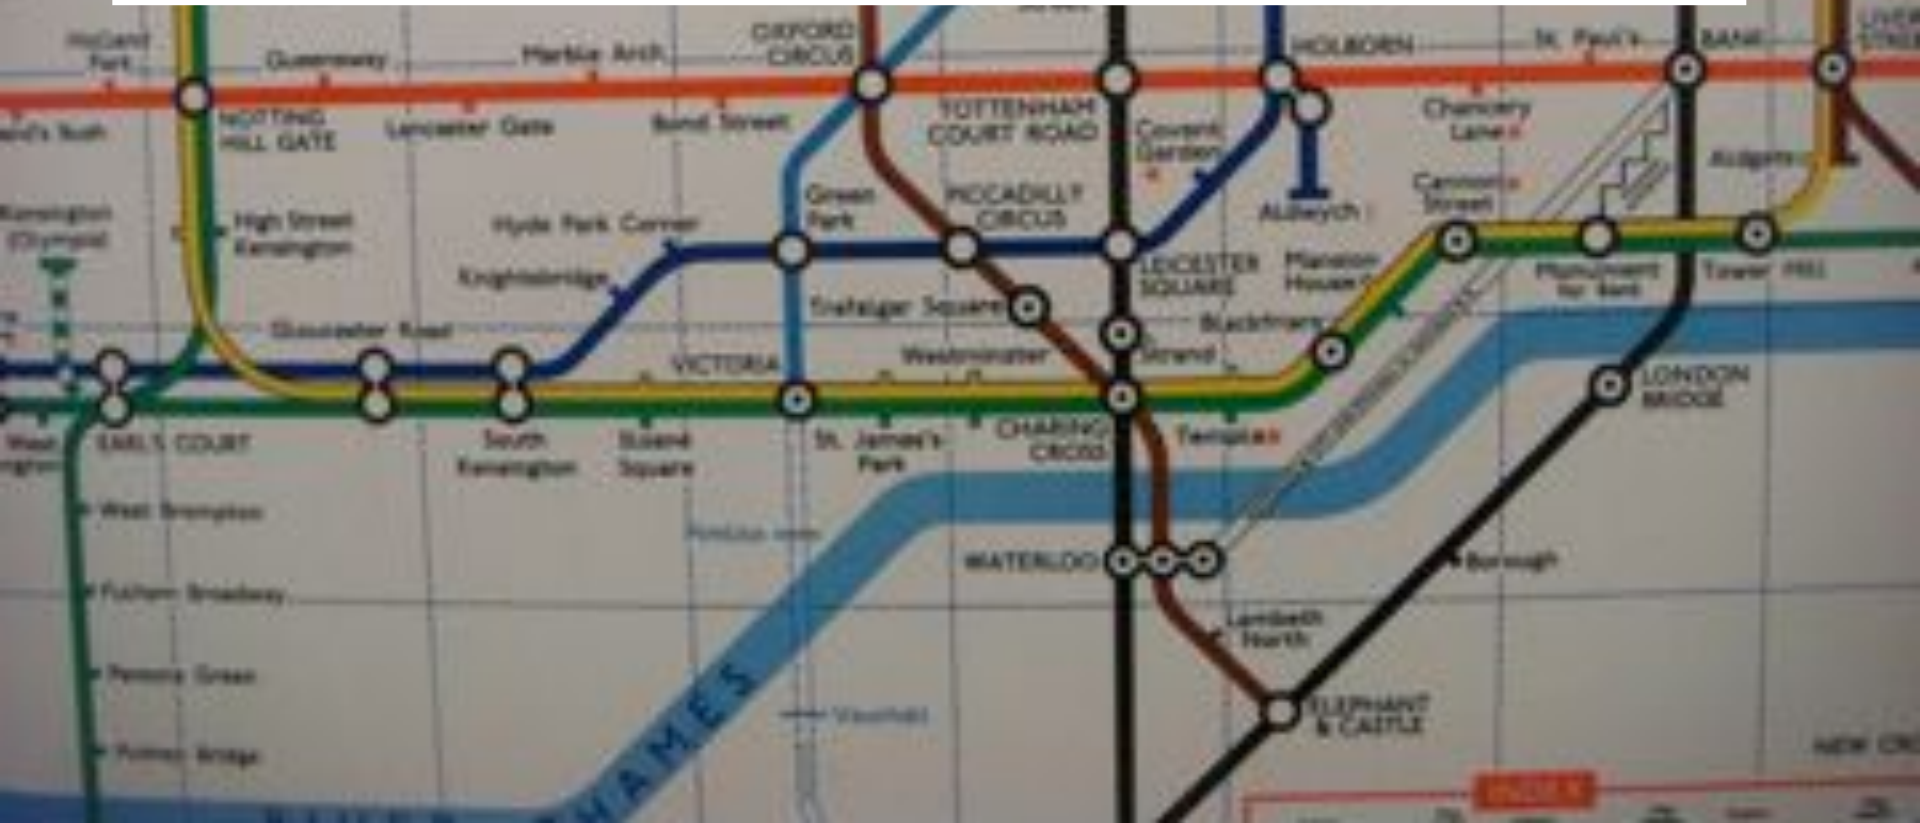 OXFORD
CIRCUS
HOLBORN
St. Paul's
BANK
Holland
Park
Queensway
Marble Arch
NOTTING
HILL GATE
Lancaster Gate
Bond Street
TOTTENHAM
COURT ROAD
Covent
Garden
Chancery
Lane
Aldgate
Cannon
Street
Kensington
(Olympia)
High Street
Kensington
Hyde Park Corner
Green
Park
PICCADILLY
CIRCUS
Aldwych
Knightsbridge
LEICESTER
SQUARE
Mansion
House
Monument
for Bank
Tower Hill
Trafalgar Square
Gloucester Road
Blackfriars
VICTORIA
Westminster
Strand
LONDON
BRIDGE
EARL'S COURT
South
Kensington
Sloane
Square
St. James's
Park
CHARING
CROSS
Temple
West Brompton
Pimlico
WATERLOO
Borough
Fulham Broadway
Lambeth
North
Parsons Green
THAMES
Vauxhall
ELEPHANT
& CASTLE
Putney Bridge
RIVER
INDEX